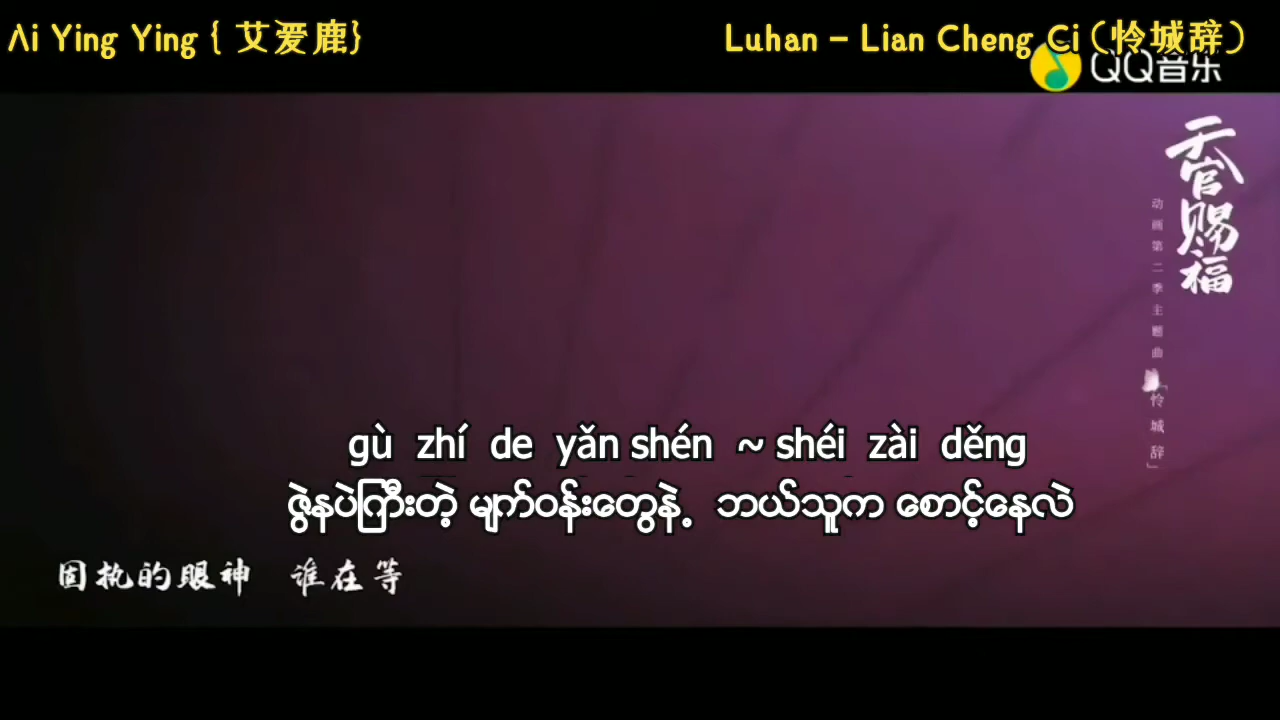 Ai Ying Ying { 艾爱鹿}
Luhan – Lian Cheng Ci (怜城辞)
QQ音乐
天官赐福
动画第二季主题曲
「怜城辞」
gù zhí de yǎn shén ~ shéi zài děng
ဇွဲနပဲကြီးတဲ့ မျက်ဝန်းတွေနဲ့ ဘယ်သူက စောင့်နေလဲ
固执的眼神 谁在等